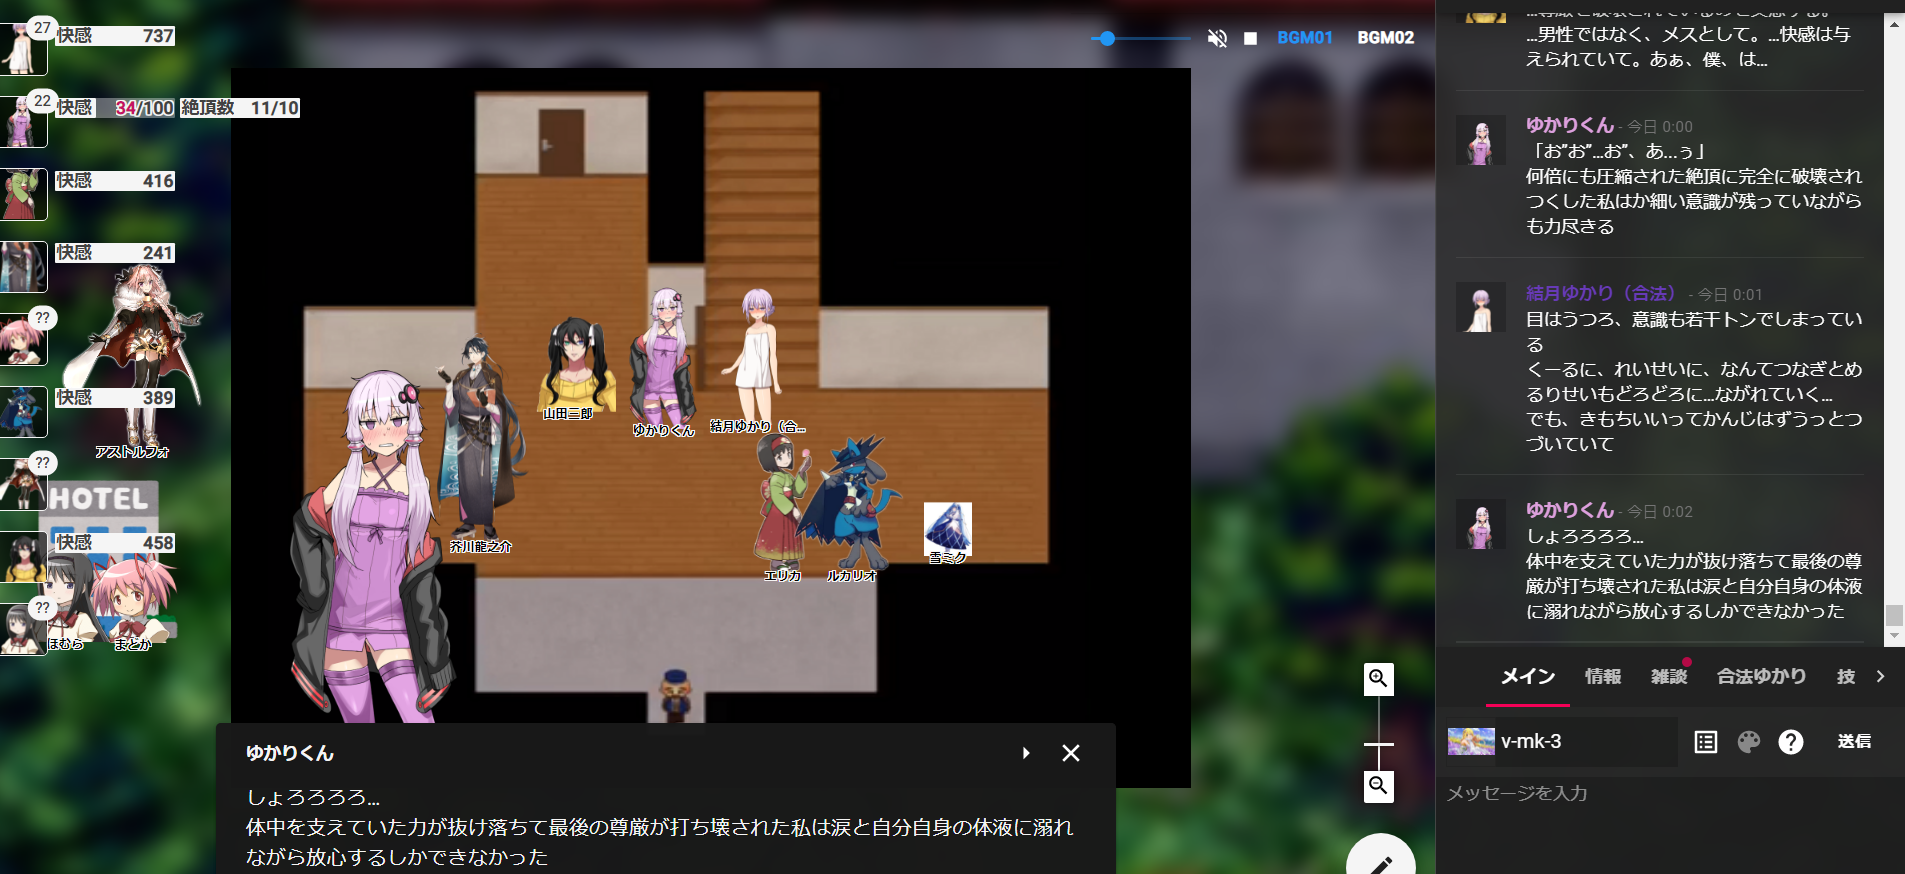 27
快感 737
22
快感 34/100 絶頂数 11/10
快感 416
快感 241
??
快感 389
??
快感 458
??
アストルフォ
HOTEL
ほむら
まどか
BGM01 BGM02
芥川龍之介
山田二郎
ゆかりくん
結月ゆかり（合...
エリカ
ルカリオ
雪ミク
ゆかりくん
しょろろろろ…
体中を支えていた力が抜け落ちて最後の尊厳が打ち壊された私は涙と自分自身の体液に溺れ
ながら放心するしかできなかった
…男性ではなく、メスとして。…快感は与
えられていて。あぁ、僕、は…
ゆかりくん - 今日 0:00
「お”お”…お”、あ…ぅ」
何倍にも圧縮された絶頂に完全に破壊され
つくした私はか細い意識が残っていながら
も力尽きる
結月ゆかり（合法） - 今日 0:01
目はうつろ、意識も若干トンでしまってい
る
くーるに、れいせいに、なんてつなぎとめ
るりせいもどろどろに…ながれていく…
でも、きもちいいってかんじはずうっとつ
づいていて
ゆかりくん - 今日 0:02
しょろろろろ…
体中を支えていた力が抜け落ちて最後の尊
厳が打ち壊された私は涙と自分自身の体液
に溺れながら放心するしかできなかった
メイン 情報 雑談 合法ゆかり 技
v-mk-3 送信
メッセージを入力